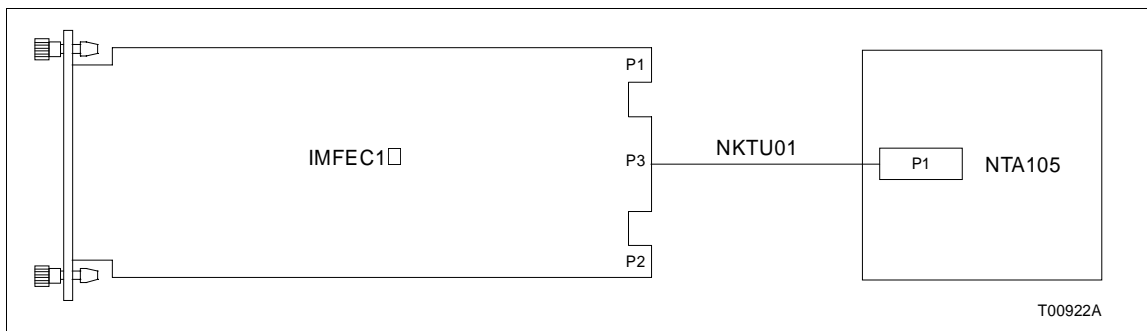 P1
IMFEC1□
P3
NKTU01
P1
NTA105
P2
T00922A